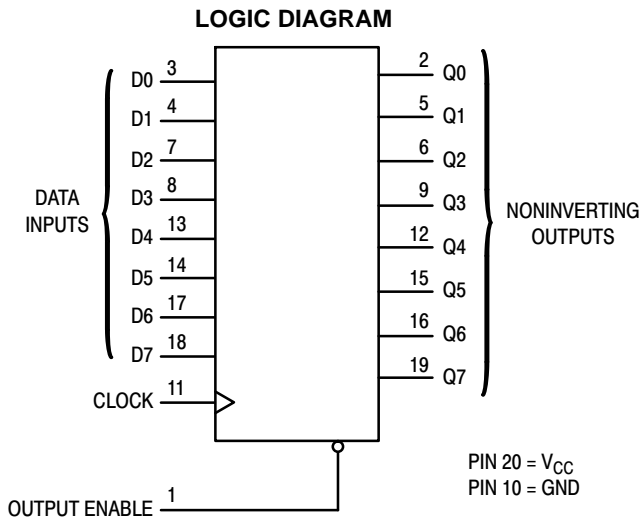 LOGIC DIAGRAM
D0 3
D1 4
D2 7
D3 8
D4 13
D5 14
D6 17
D7 18
DATA
INPUTS
CLOCK 11
OUTPUT ENABLE 1
2 Q0
5 Q1
6 Q2
9 Q3
12 Q4
15 Q5
16 Q6
19 Q7
NONINVERTING
OUTPUTS
PIN 20 = VCC
PIN 10 = GND